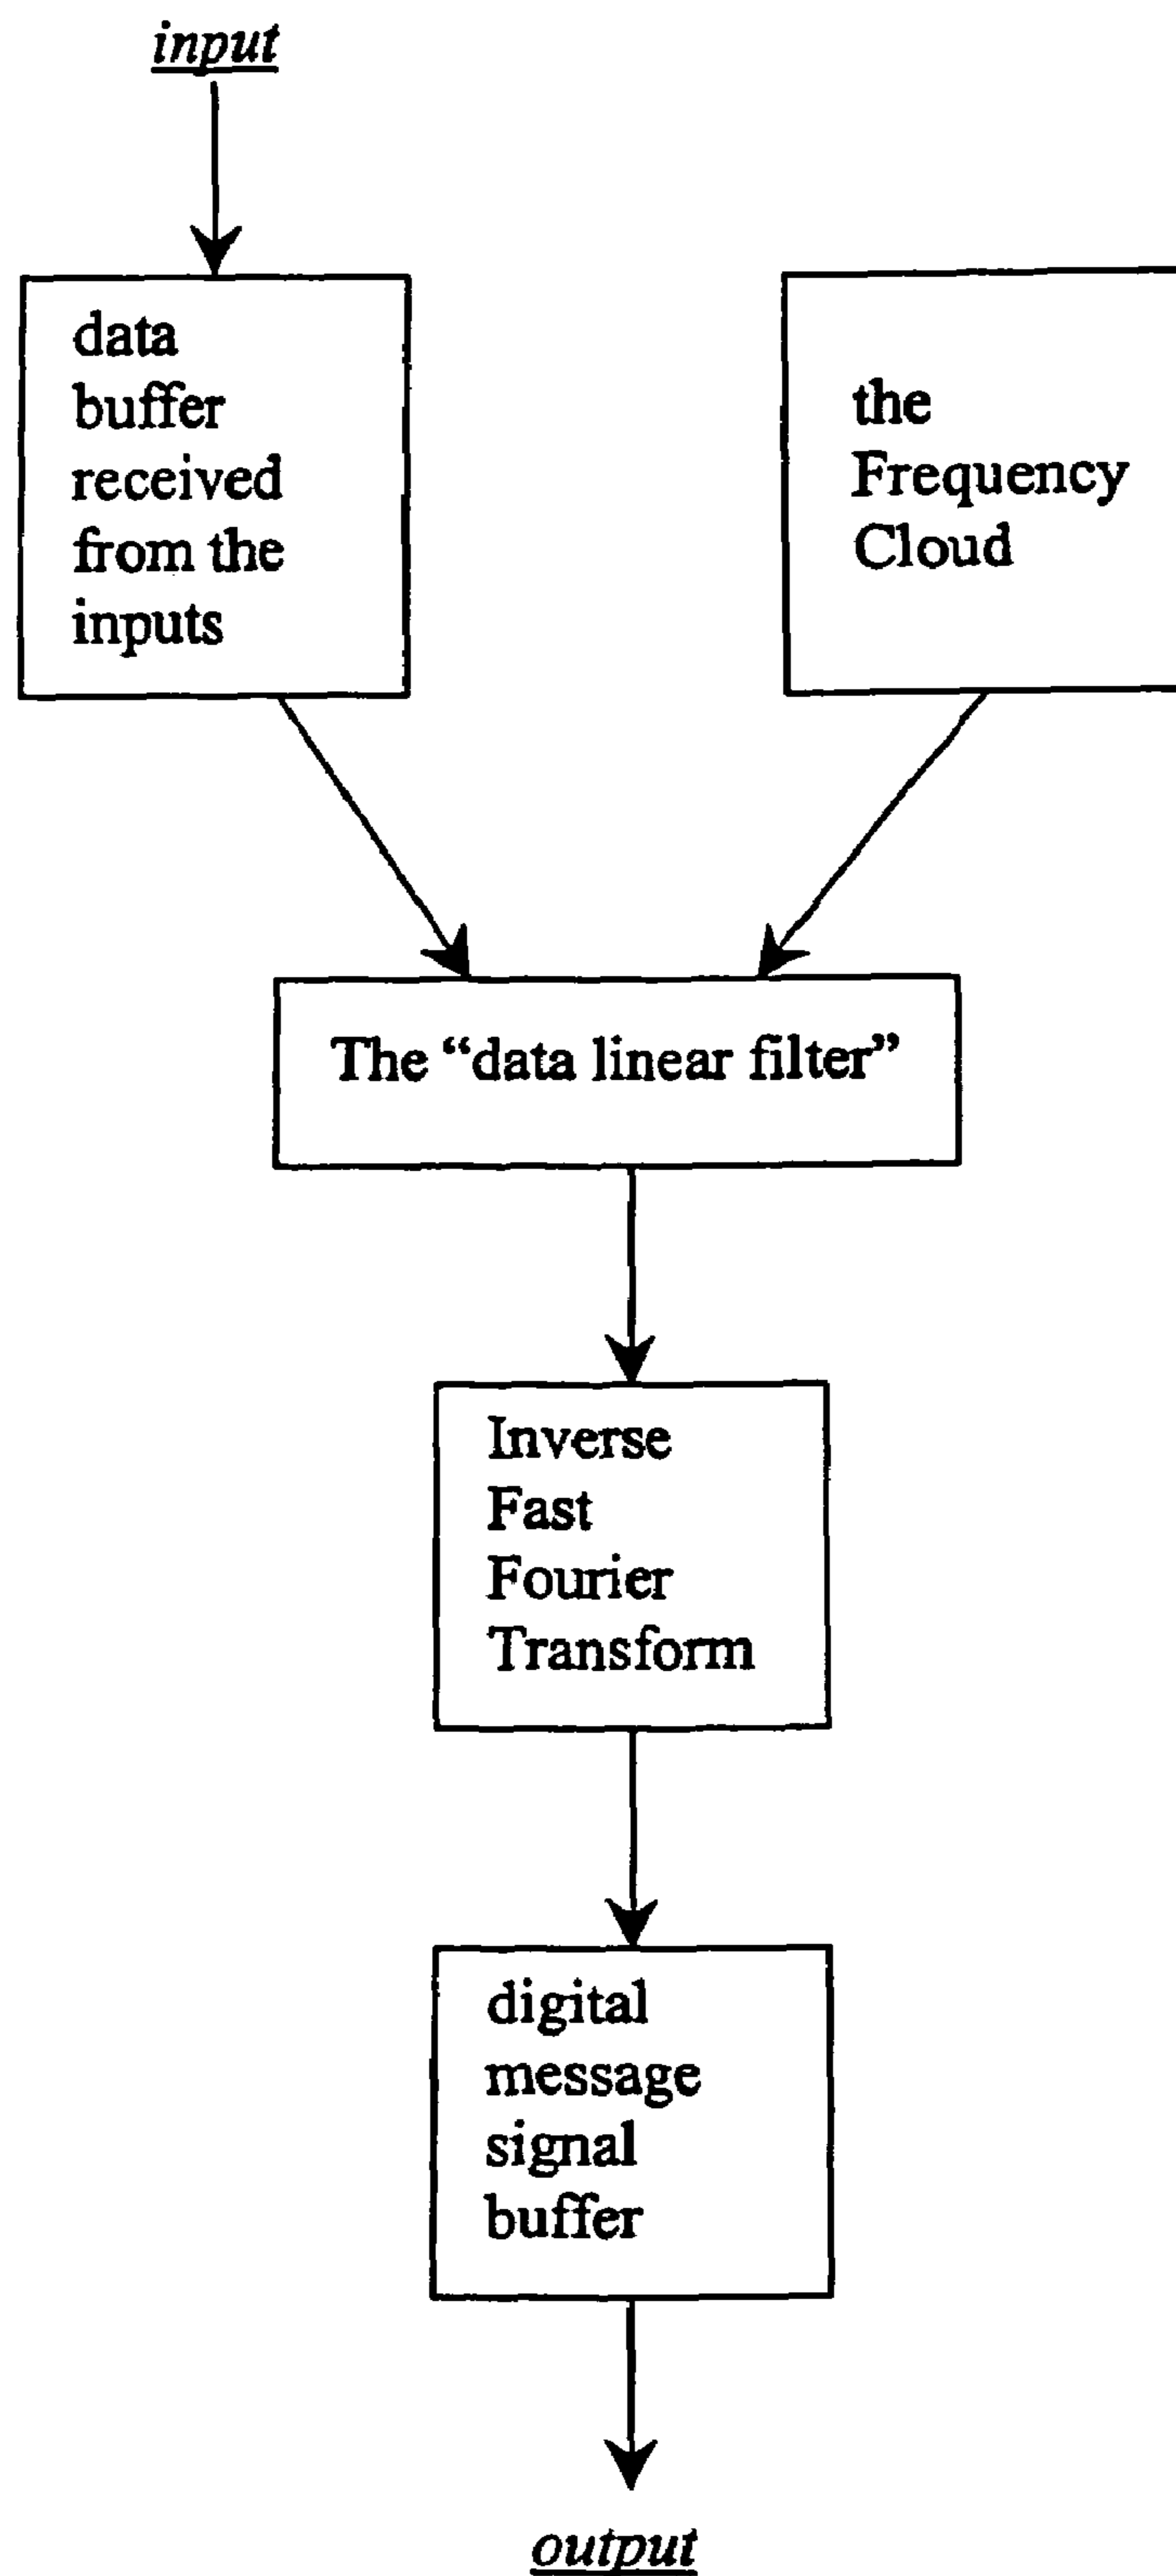 input
data
buffer
received
from the
inputs
the
Frequency
Cloud
The “data linear filter”
Inverse
Fast
Fourier
Transform
digital
message
signal
buffer
output